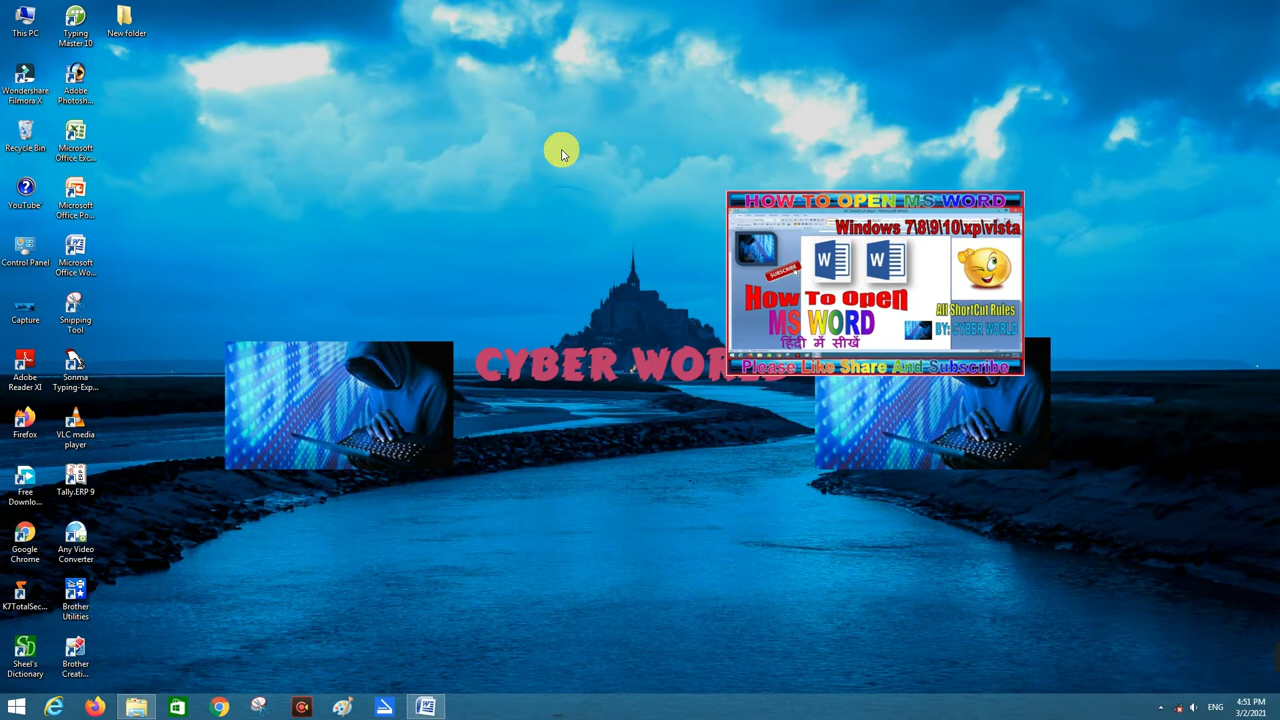 This PC
Typing
Master 10
New folder
Wondershare
Filmora X
Adobe
Photosh...
Recycle Bin
Microsoft
Office Exc...
YouTube
Microsoft
Office Po...
Control Panel
Microsoft
Office Wo...
Capture
Snipping
Tool
Adobe
Reader XI
Sonma
Typing-Exp...
Firefox
VLC media
player
Free
Downlo...
Tally.ERP 9
Google
Chrome
Any Video
Converter
K7TotalSec...
Brother
Utilities
Sheel's
Dictionary
Brother
Creati...
HOW TO OPEN MS WORD
Windows 7\8\9\10\xp\vista
SUBSCRIBE
How To Open
MS WORD
हिंदी में सीखें
All ShortCut Rules
BY: CYBER WORLD
Please Like Share And Subscribe
CYBER WORLD
ENG
4:51 PM
3/2/2021